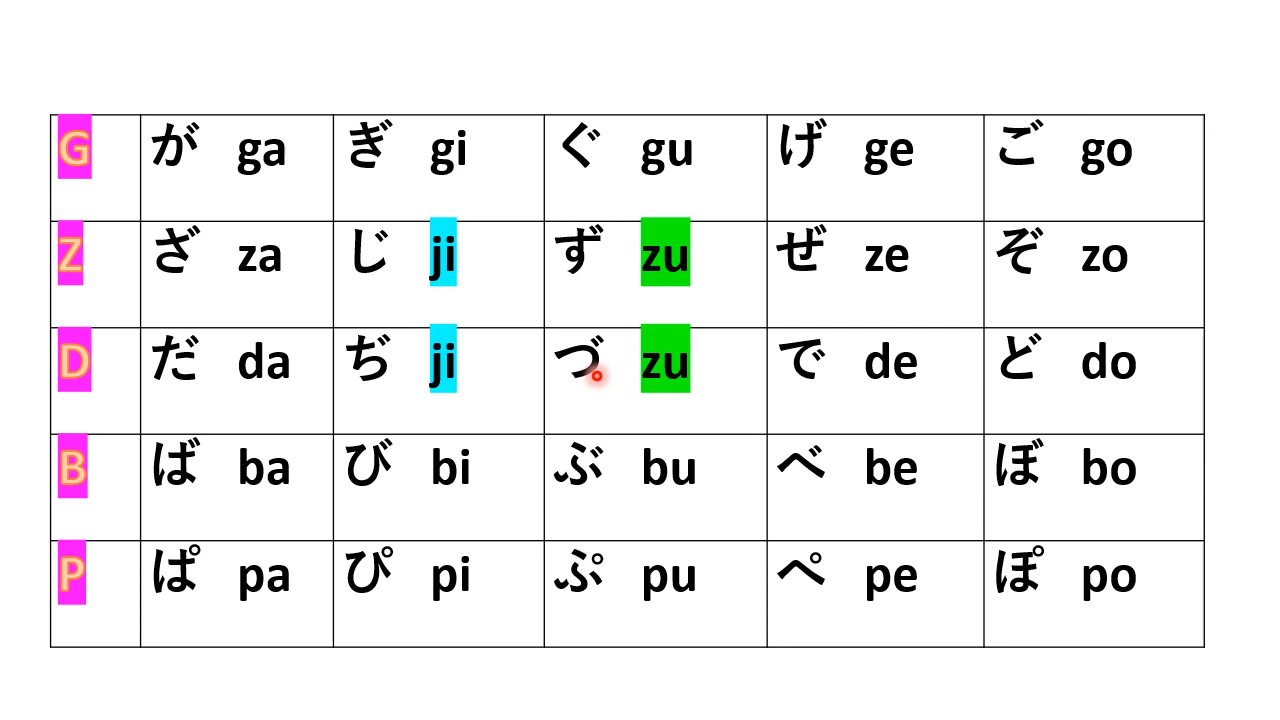 G が ga ぎ gi ぐ gu げ ge ご go
Z ざ za じ ji ず zu ぜ ze ぞ zo
D だ da ぢ ji づ zu で de ど do
B ば ba び bi ぶ bu べ be ぼ bo
P ぱ pa ぴ pi ぷ pu ぺ pe ぽ po